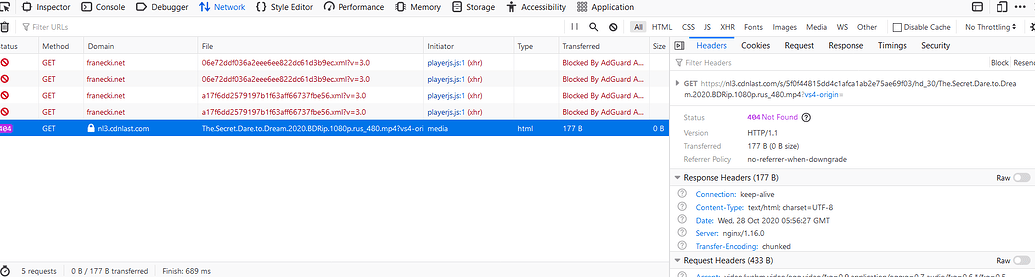 Inspector Console Debugger Network Style Editor Performance Memory Storage Accessibility Application
Filter URLs
All HTML CSS JS XHR Fonts Images Media WS Other Disable Cache No Throttling
Status Method Domain File Initiator Type Transferred Size
GET franecki.net 06e72ddf036a2eee6ee822dc61d3b9ec.xml?v=3.0 playerjs.js:1 (xhr) Blocked By AdGuard A...
GET franecki.net 06e72ddf036a2eee6ee822dc61d3b9ec.xml?v=3.0 playerjs.js:1 (xhr) Blocked By AdGuard A...
GET franecki.net a17f6dd2579197b1f63aff66737fbe56.xml?v=3.0 playerjs.js:1 (xhr) Blocked By AdGuard A...
GET franecki.net a17f6dd2579197b1f63aff66737fbe56.xml?v=3.0 playerjs.js:1 (xhr) Blocked By AdGuard A...
404 GET nl3.cdnlast.com The.Secret.Dare.to.Dream.2020.BDRip.1080p.rus_480.mp4?vs4-ori media html 177 B 0 B
5 requests 0 B / 177 B transferred Finish: 689 ms
Headers Cookies Request Response Timings Security
Filter Headers Block Resen
GET https://nl3.cdnlast.com/s/5f0f44815dd4c1afca1ab2e75ae69f03/hd_30/The.Secret.Dare.to.Drea
m.2020.BDRip.1080p.rus_480.mp4?vs4-origin=
Status 404 Not Found
Version HTTP/1.1
Transferred 177 B (0 B size)
Referrer Policy no-referrer-when-downgrade
Response Headers (177 B) Raw
Connection: keep-alive
Content-Type: text/html; charset=UTF-8
Date: Wed, 28 Oct 2020 05:56:27 GMT
Server: nginx/1.16.0
Transfer-Encoding: chunked
Request Headers (433 B) Raw